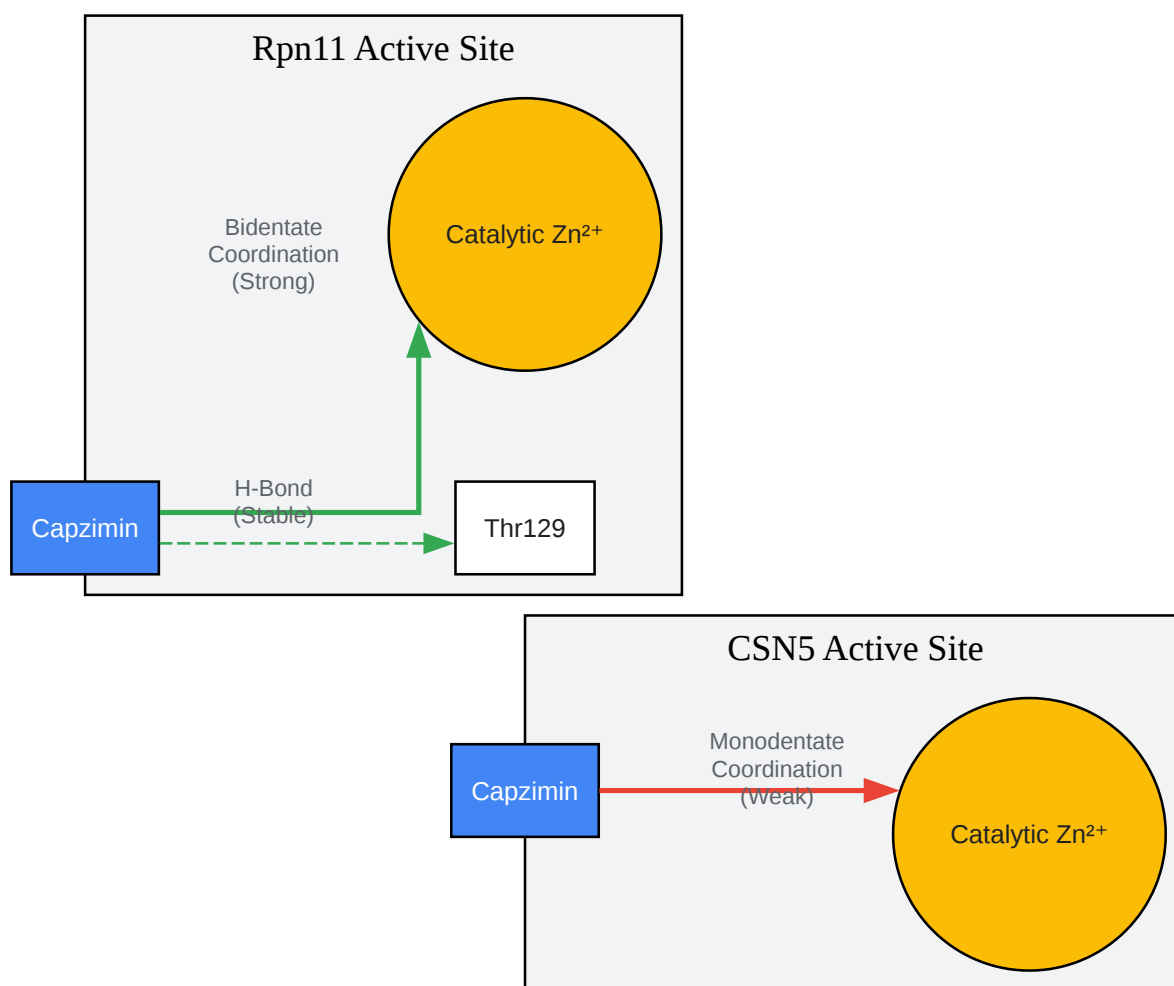 Rpn11 Active Site
Catalytic Zn²⁺
Bidentate
Coordination
(Strong)
H-Bond
(Stable)
Capzimin
Thr129
CSN5 Active Site
Monodentate
Coordination
(Weak)
Capzimin
Catalytic Zn²⁺